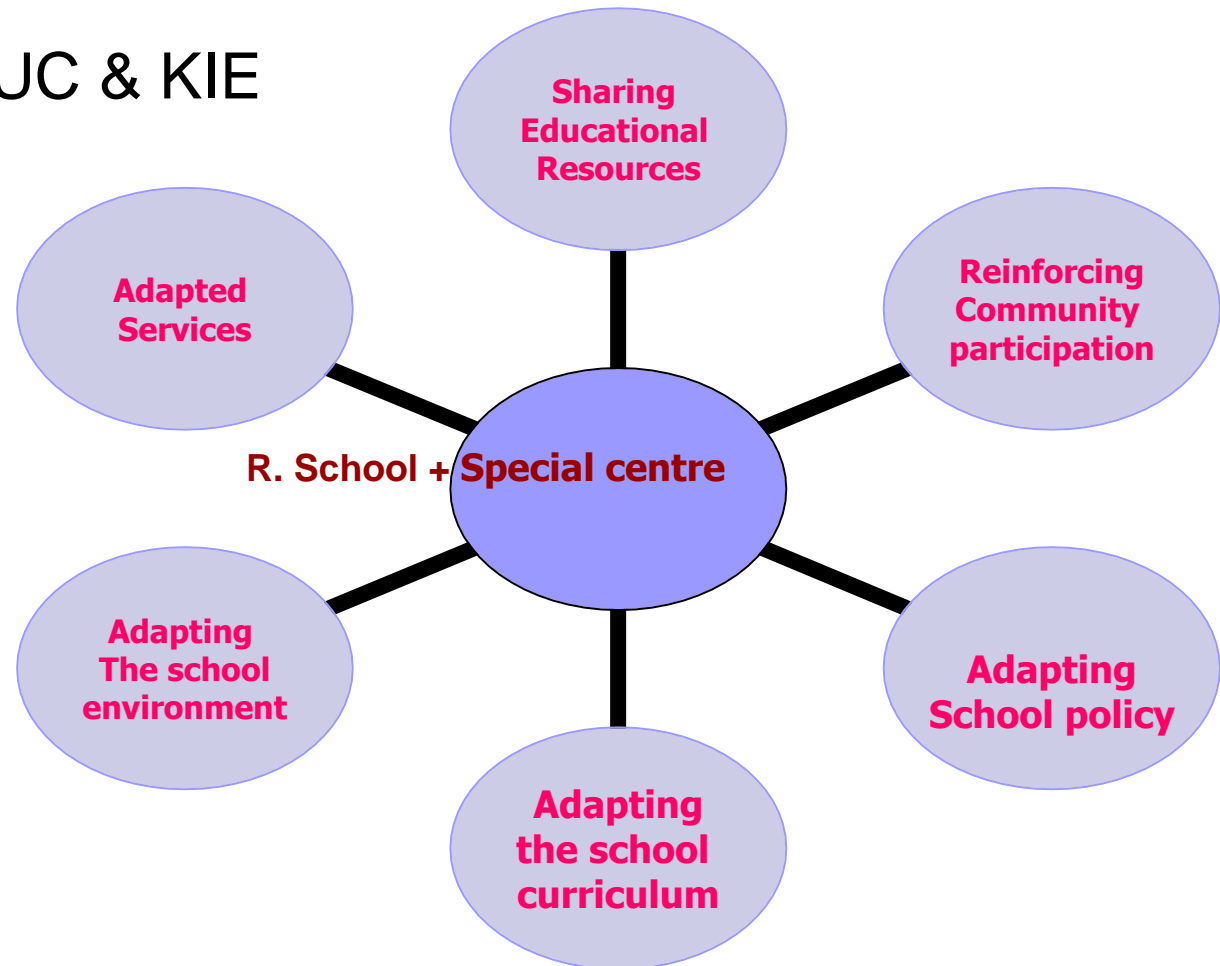 UC & KIE
Sharing
Educational
Resources
Adapted
Services
Reinforcing
Community
participation
R. School + Special centre
Adapting
The school
environment
Adapting
School policy
Adapting
the school
curriculum